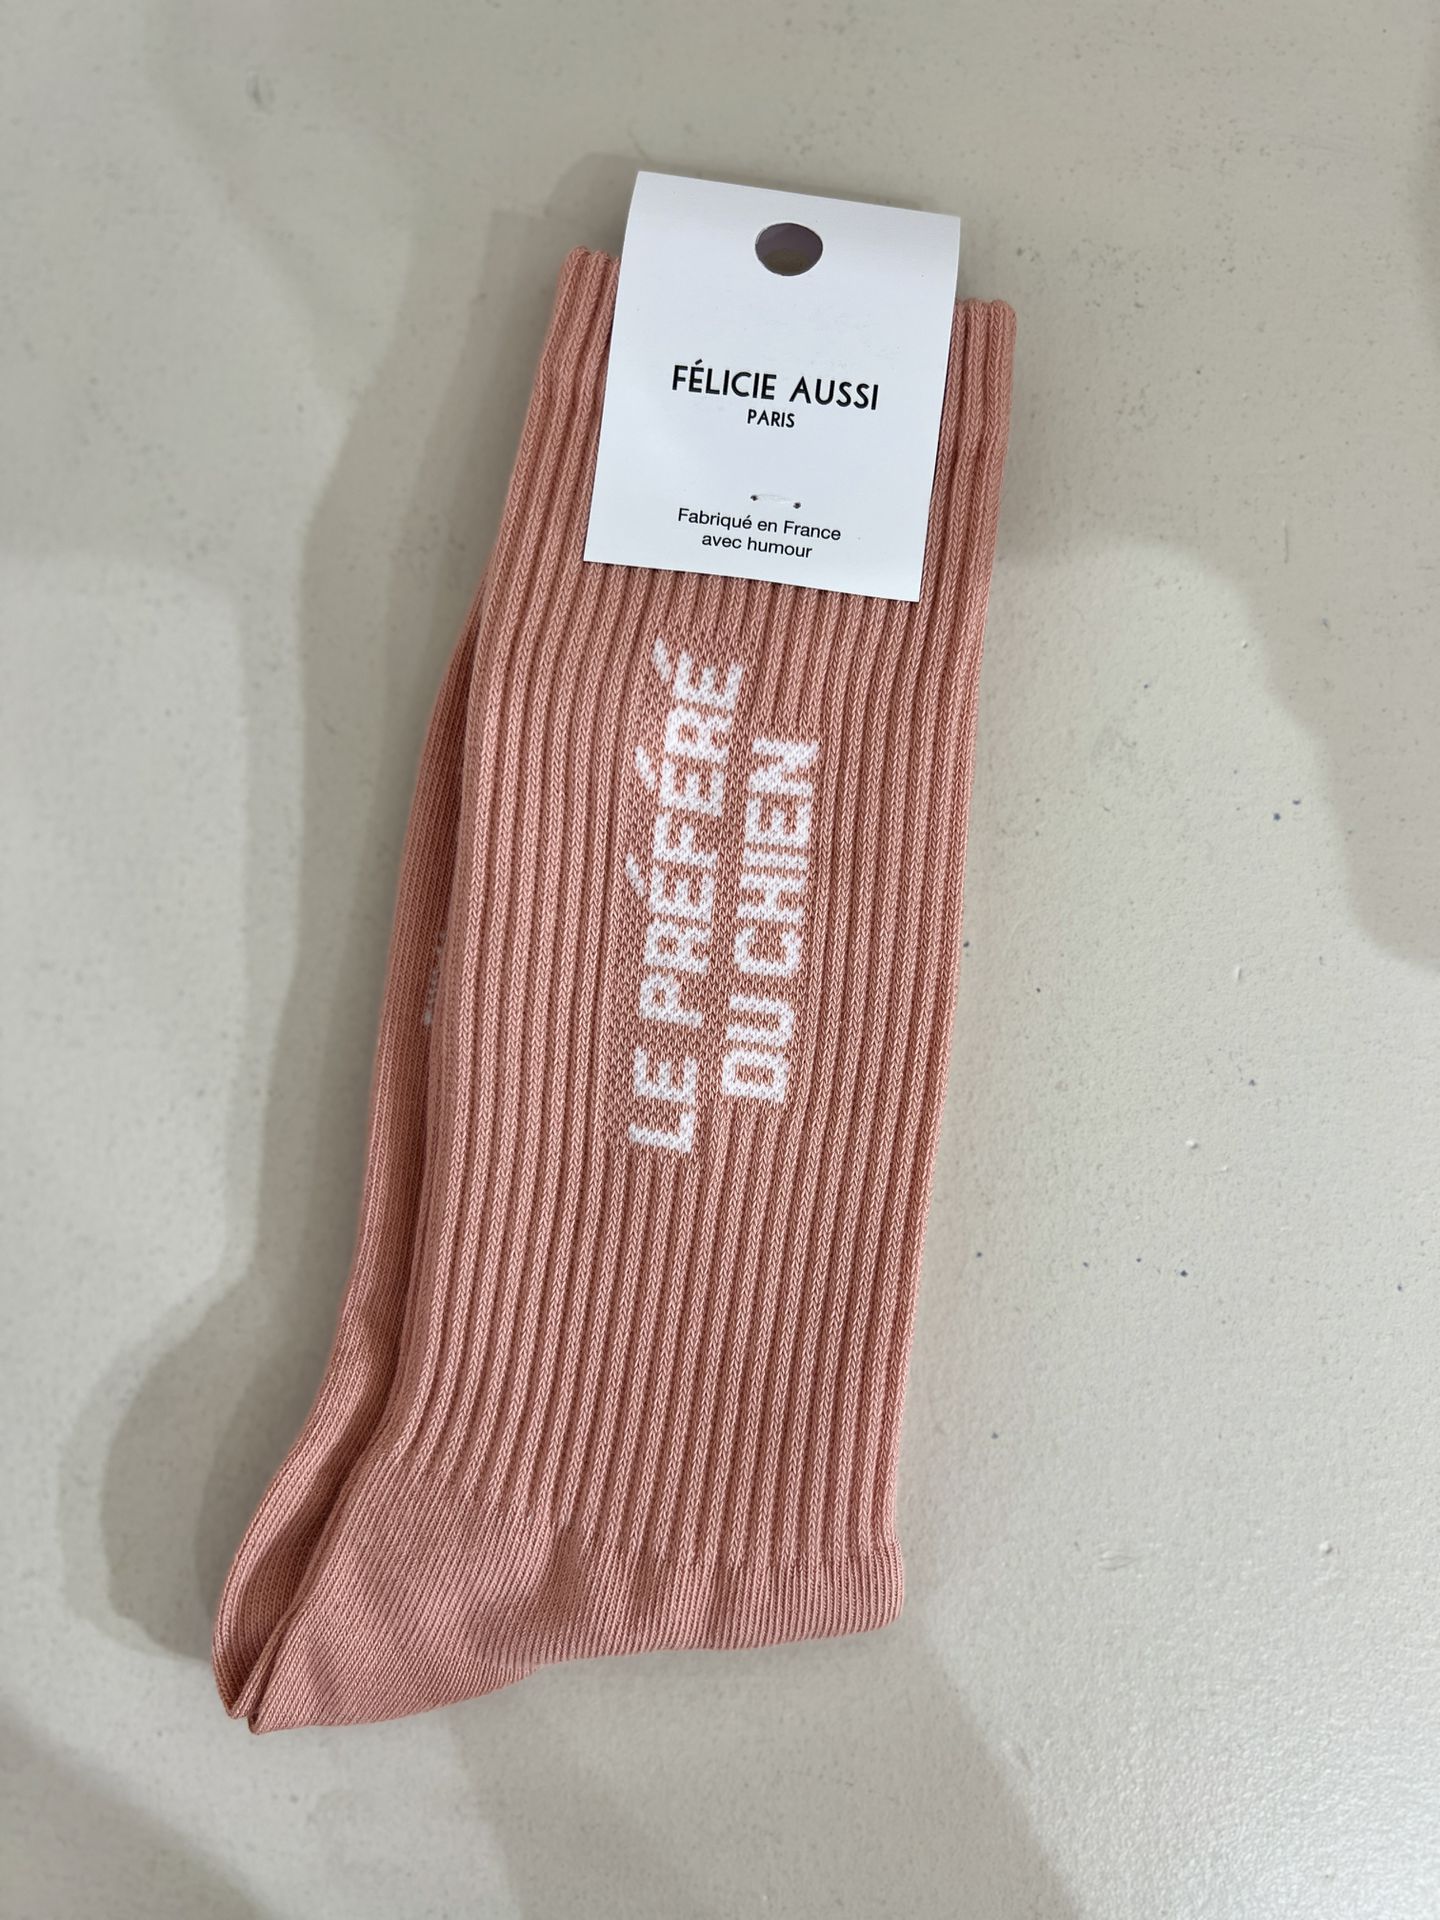 FÉLICIE AUSSI
PARIS
Fabriqué en France
avec humour
LE PRÉFÉRÉ
DU CHIEN